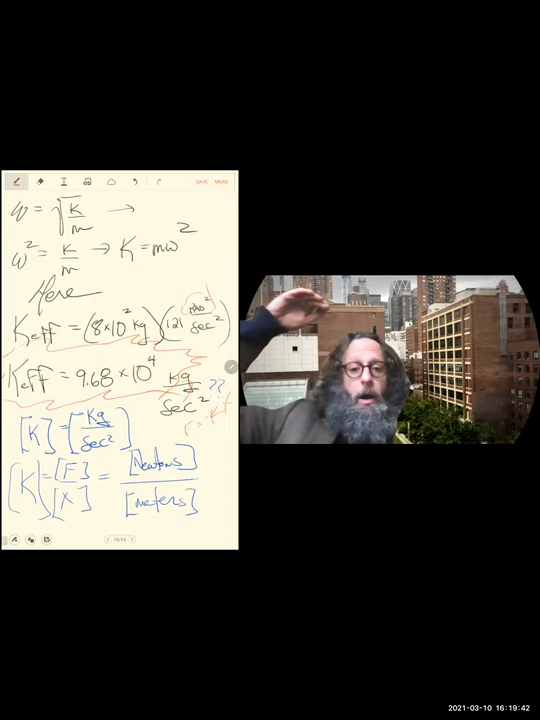 SAVE MORE
ω = √K/m →
ω² = K/m → K = mω²
Here
Keff = (8×10² kg)(121 rad²/sec²)
Keff = 9.68×10⁴ kg/sec² ??
F = -kx
[K] = [Kg/sec²]
[K] = [F]/[x] = [Newtons]/[meters]
2021-03-10 16:19:42